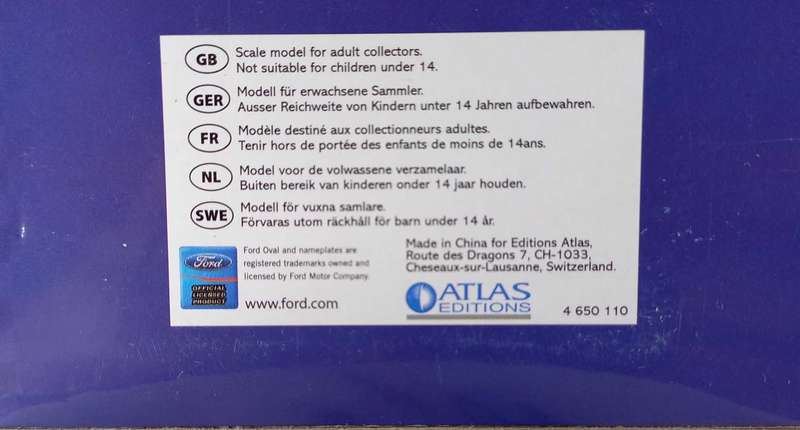 GB Scale model for adult collectors.
Not suitable for children under 14.
GER Modell für erwachsene Sammler.
Ausser Reichweite von Kindern unter 14 Jahren aufbewahren.
FR Modèle destiné aux collectionneurs adultes.
Tenir hors de portée des enfants de moins de 14ans.
NL Model voor de volwassene verzamelaar.
Buiten bereik van kinderen onder 14 jaar houden.
SWE Modell för vuxna samlare.
Förvaras utom räckhåll för barn under 14 år.
Ford
OFFICIAL
LICENSED
PRODUCT
Ford Oval and nameplates are
registered trademarks owned and
licensed by Ford Motor Company.
www.ford.com
Made in China for Editions Atlas,
Route des Dragons 7, CH-1033,
Cheseaux-sur-Lausanne, Switzerland.
ATLAS
EDITIONS
4 650 110